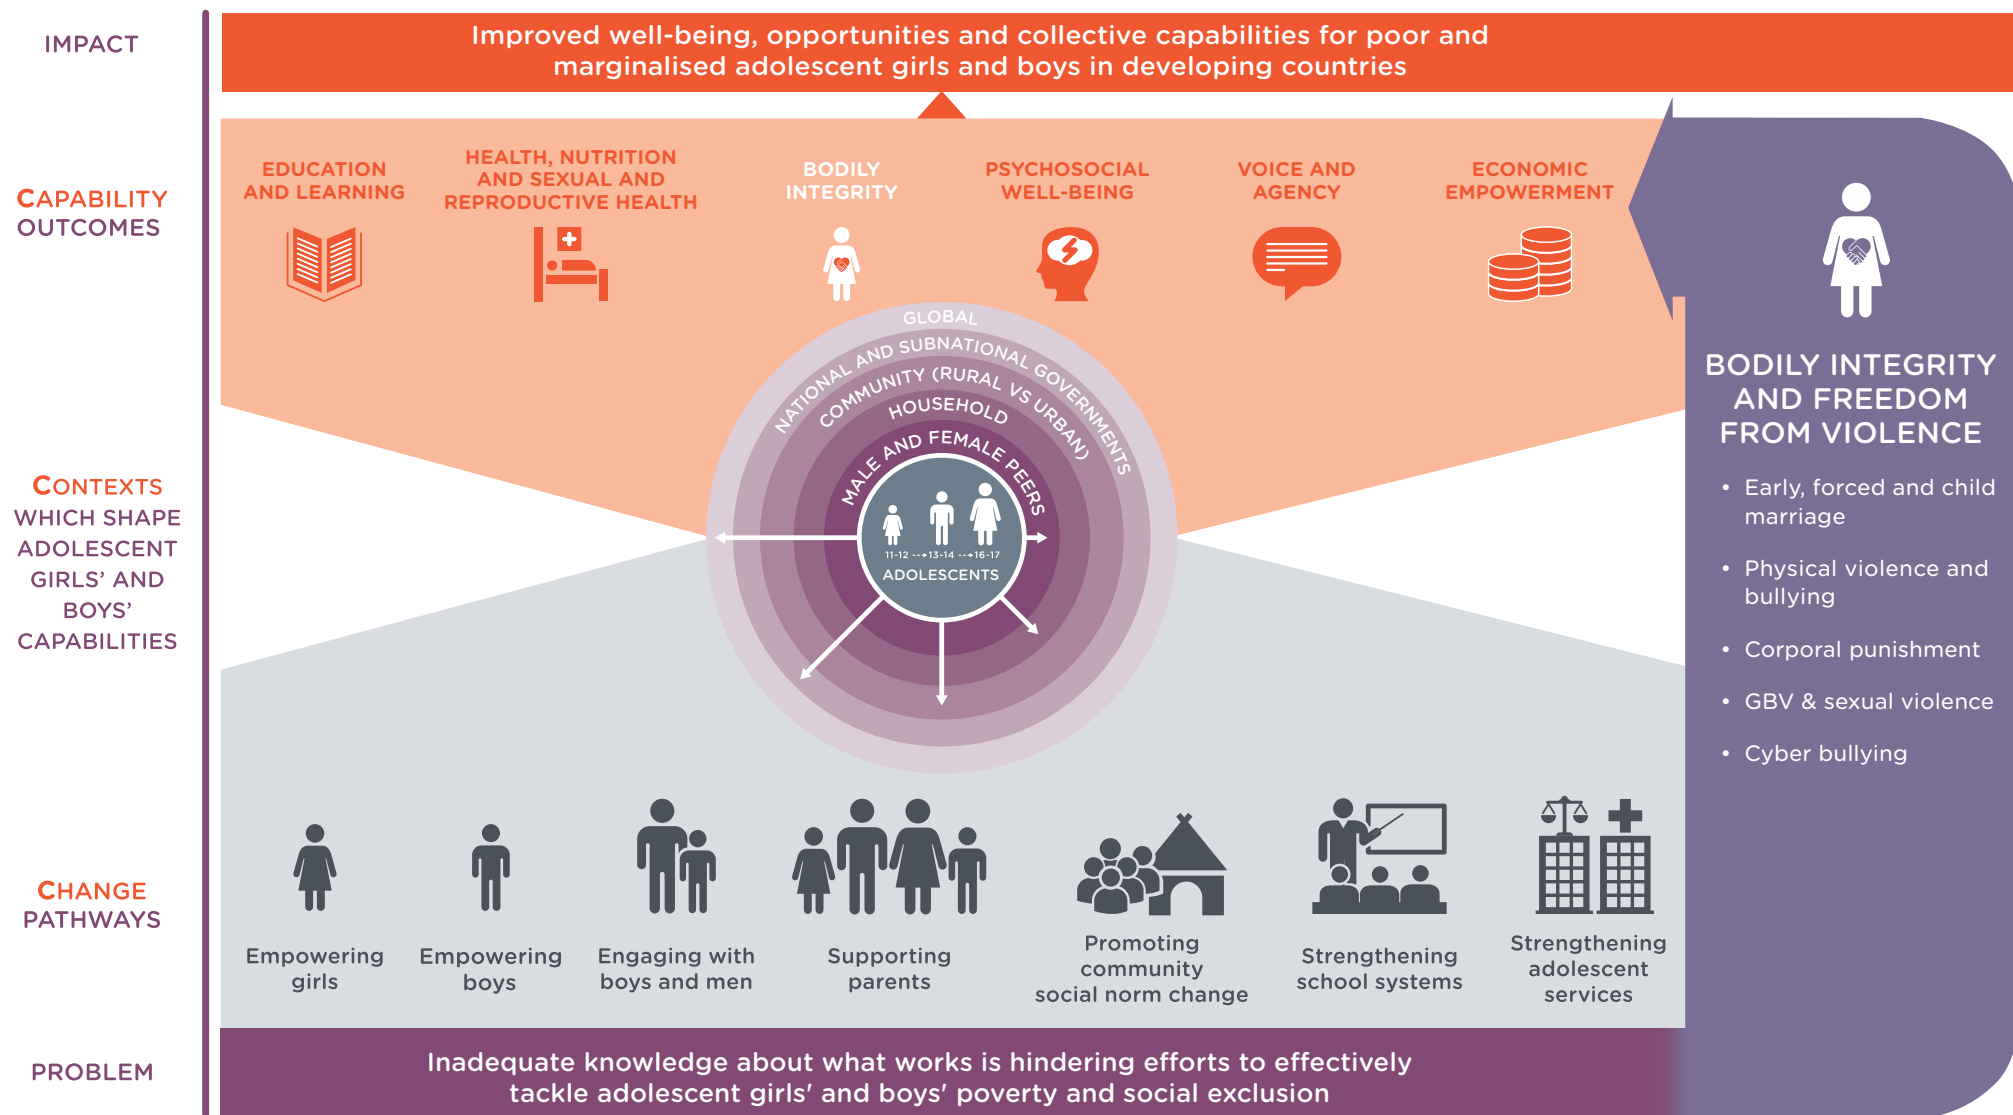 IMPACT
Improved well-being, opportunities and collective capabilities for poor and
marginalised adolescent girls and boys in developing countries
CAPABILITY
OUTCOMES
EDUCATION
AND LEARNING
HEALTH, NUTRITION
AND SEXUAL AND
REPRODUCTIVE HEALTH
BODILY
INTEGRITY
PSYCHOSOCIAL
WELL-BEING
VOICE AND
AGENCY
ECONOMIC
EMPOWERMENT
CONTEXTS
WHICH SHAPE
ADOLESCENT
GIRLS’ AND
BOYS’
CAPABILITIES
GLOBAL
NATIONAL AND SUBNATIONAL GOVERNMENTS
COMMUNITY (RURAL VS URBAN)
HOUSEHOLD
MALE AND FEMALE PEERS
11-12 --→ 13-14 --→ 16-17
ADOLESCENTS
BODILY INTEGRITY
AND FREEDOM
FROM VIOLENCE
• Early, forced and child
marriage
• Physical violence and
bullying
• Corporal punishment
• GBV & sexual violence
• Cyber bullying
CHANGE
PATHWAYS
Empowering
girls
Empowering
boys
Engaging with
boys and men
Supporting
parents
Promoting
community
social norm change
Strengthening
school systems
Strengthening
adolescent
services
PROBLEM
Inadequate knowledge about what works is hindering efforts to effectively
tackle adolescent girls' and boys' poverty and social exclusion